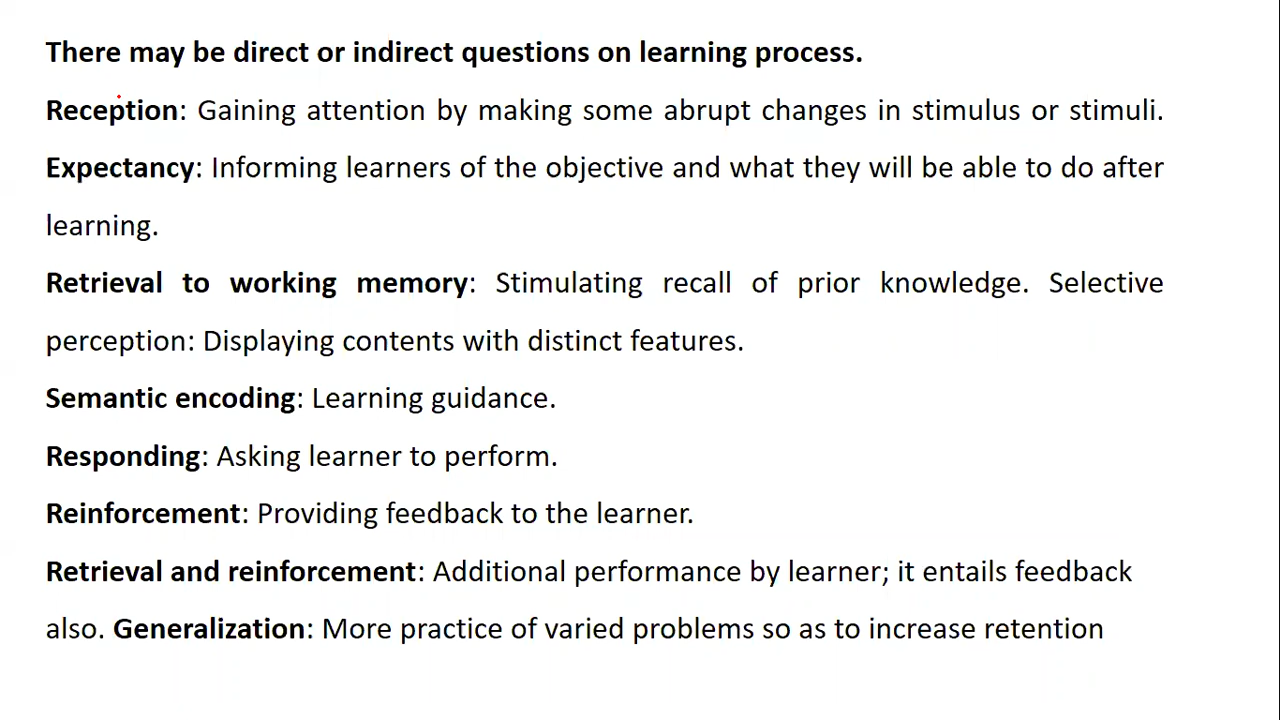 There may be direct or indirect questions on learning process.
Reception: Gaining attention by making some abrupt changes in stimulus or stimuli.
Expectancy: Informing learners of the objective and what they will be able to do after
learning.
Retrieval to working memory: Stimulating recall of prior knowledge. Selective
perception: Displaying contents with distinct features.
Semantic encoding: Learning guidance.
Responding: Asking learner to perform.
Reinforcement: Providing feedback to the learner.
Retrieval and reinforcement: Additional performance by learner; it entails feedback
also. Generalization: More practice of varied problems so as to increase retention